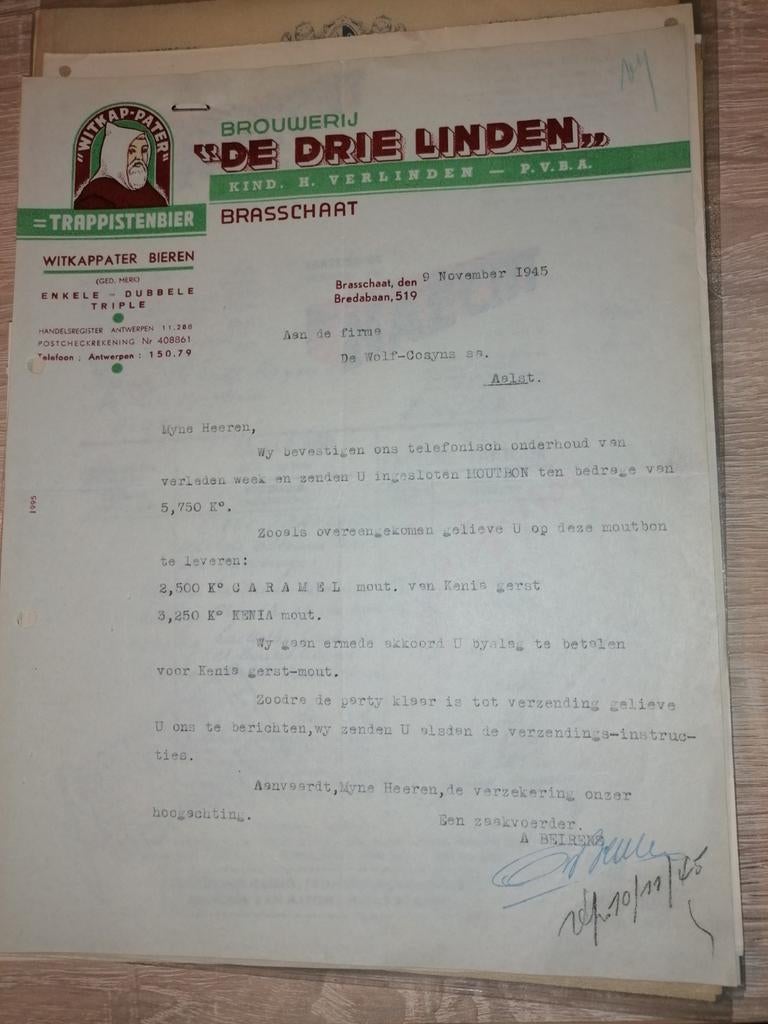 "WITKAP-PATER"
=TRAPPISTENBIER
BROUWERIJ
"DE DRIE LINDEN"
KIND. H. VERLINDEN — P.V.B.A.
BRASSCHAAT
WITKAPPATER BIEREN
(GED. MERK)
ENKELE - DUBBELE
TRIPLE
HANDELSREGISTER ANTWERPEN 11.288
POSTCHECKREKENING Nr 408861
Telefoon : Antwerpen : 150.79
Brasschaat, den 9 November 1945
Bredabaan, 519
Aan de firma
De Wolf-Cosyns sa.
Aalst.
Myne Heeren,
Wy bevestigen ons telefonisch onderhoud van
verleden week en zenden U ingesloten MOUTBON ten bedrage van
5,750 K°.
Zooals overeengekomen gelieve U op deze moutbon
te leveren:
2,500 K° C A R A M E L mout. van Kenia gerst
3,250 K° KENIA mout.
Wy gaan ermede akkoord U byslag te betalen
voor Kenia gerst-mout.
Zoodra de party klaar is tot verzending gelieve
U ons te berichten,wy zenden U alsdan de verzendings-instruc-
ties.
Aanvaardt,Myne Heeren,de verzekering onzer
hoogachting.
Een zaakvoerder.
A BEIRENS
10/11/45
1995